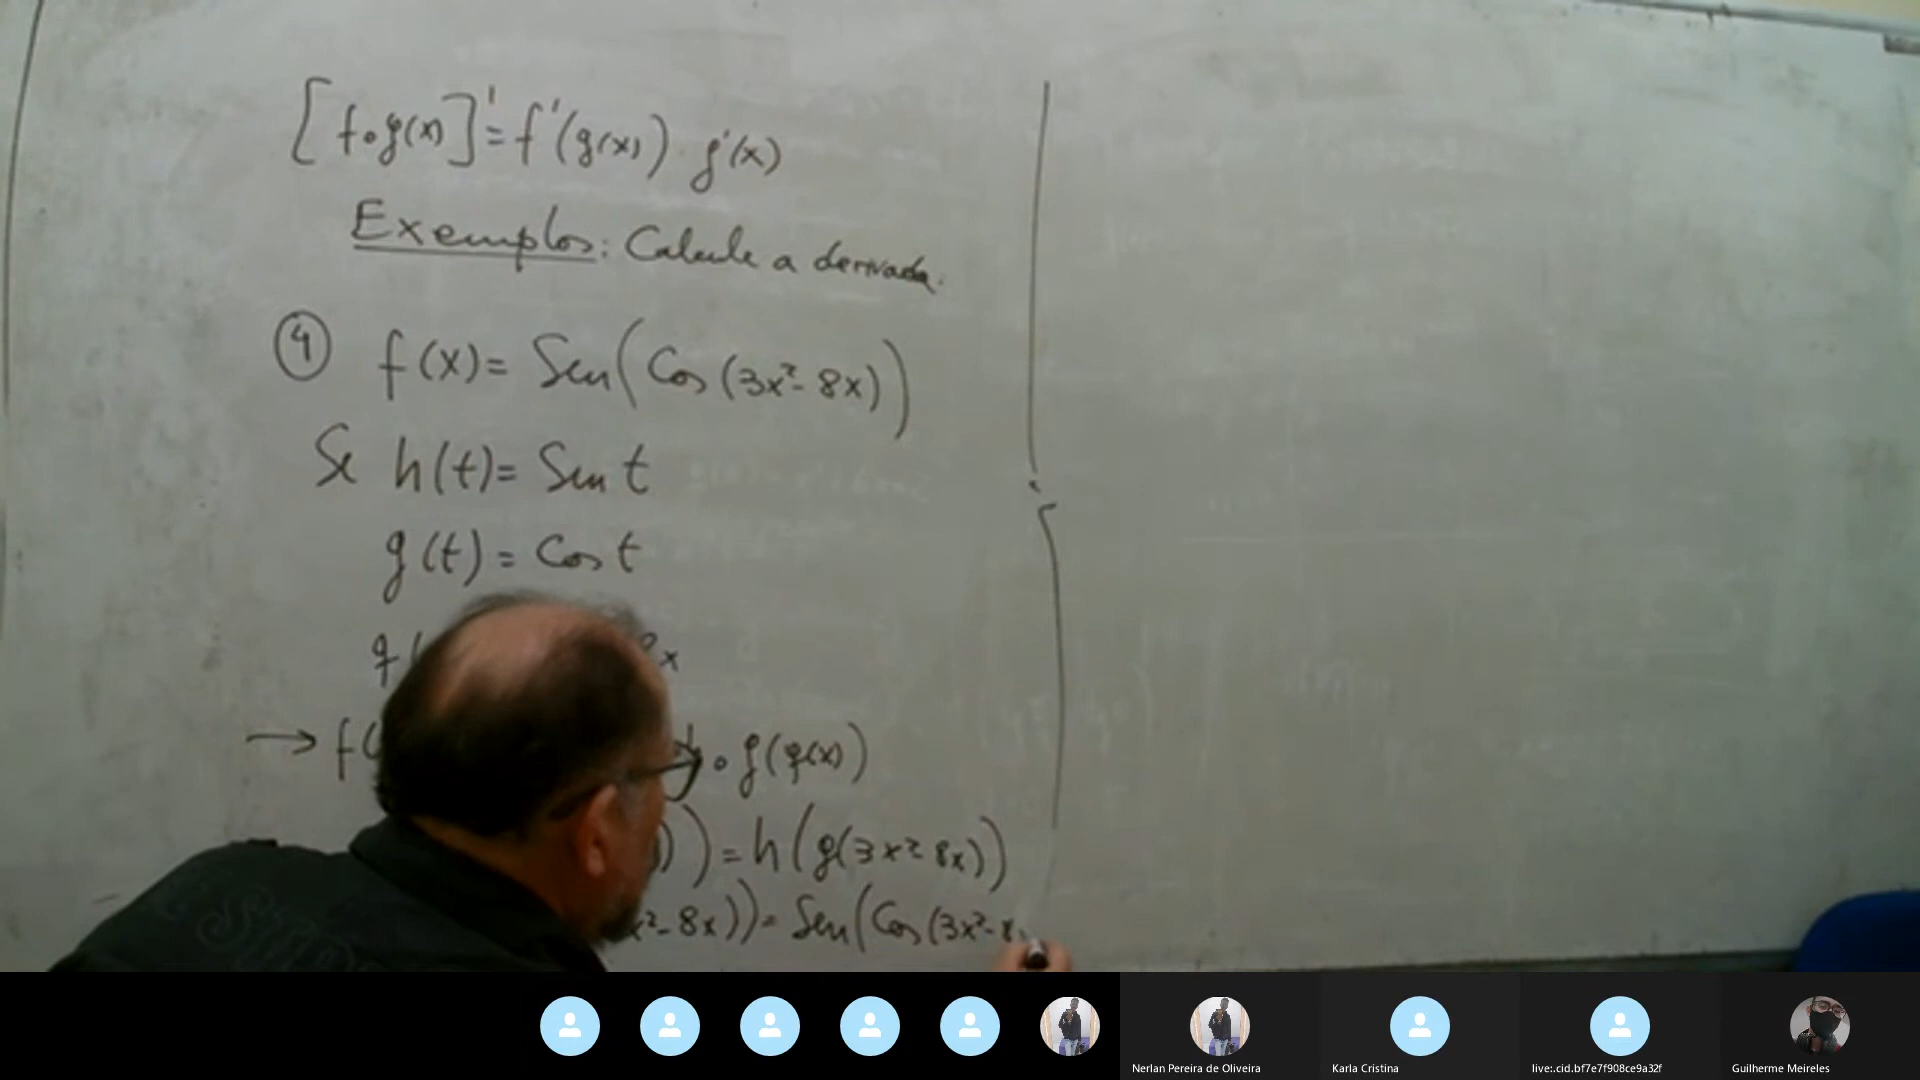 [f∘g(x)]' = f'(g(x)) · g'(x)
Exemplos: Calcule a derivada.
④ f(x) = Sen(Cos(3x²- 8x))
Se h(t) = Sen t
g(t) = Cos t
x
→ f( ∘ g(q(x))
)) = h(g(3x² 8x))
x²- 8x)) = Sen(Cos(3x²-
Nerlan Pereira de Oliveira
Karla Cristina
live:.cid.bf7e7f908ce9a32f
Guilherme Meireles